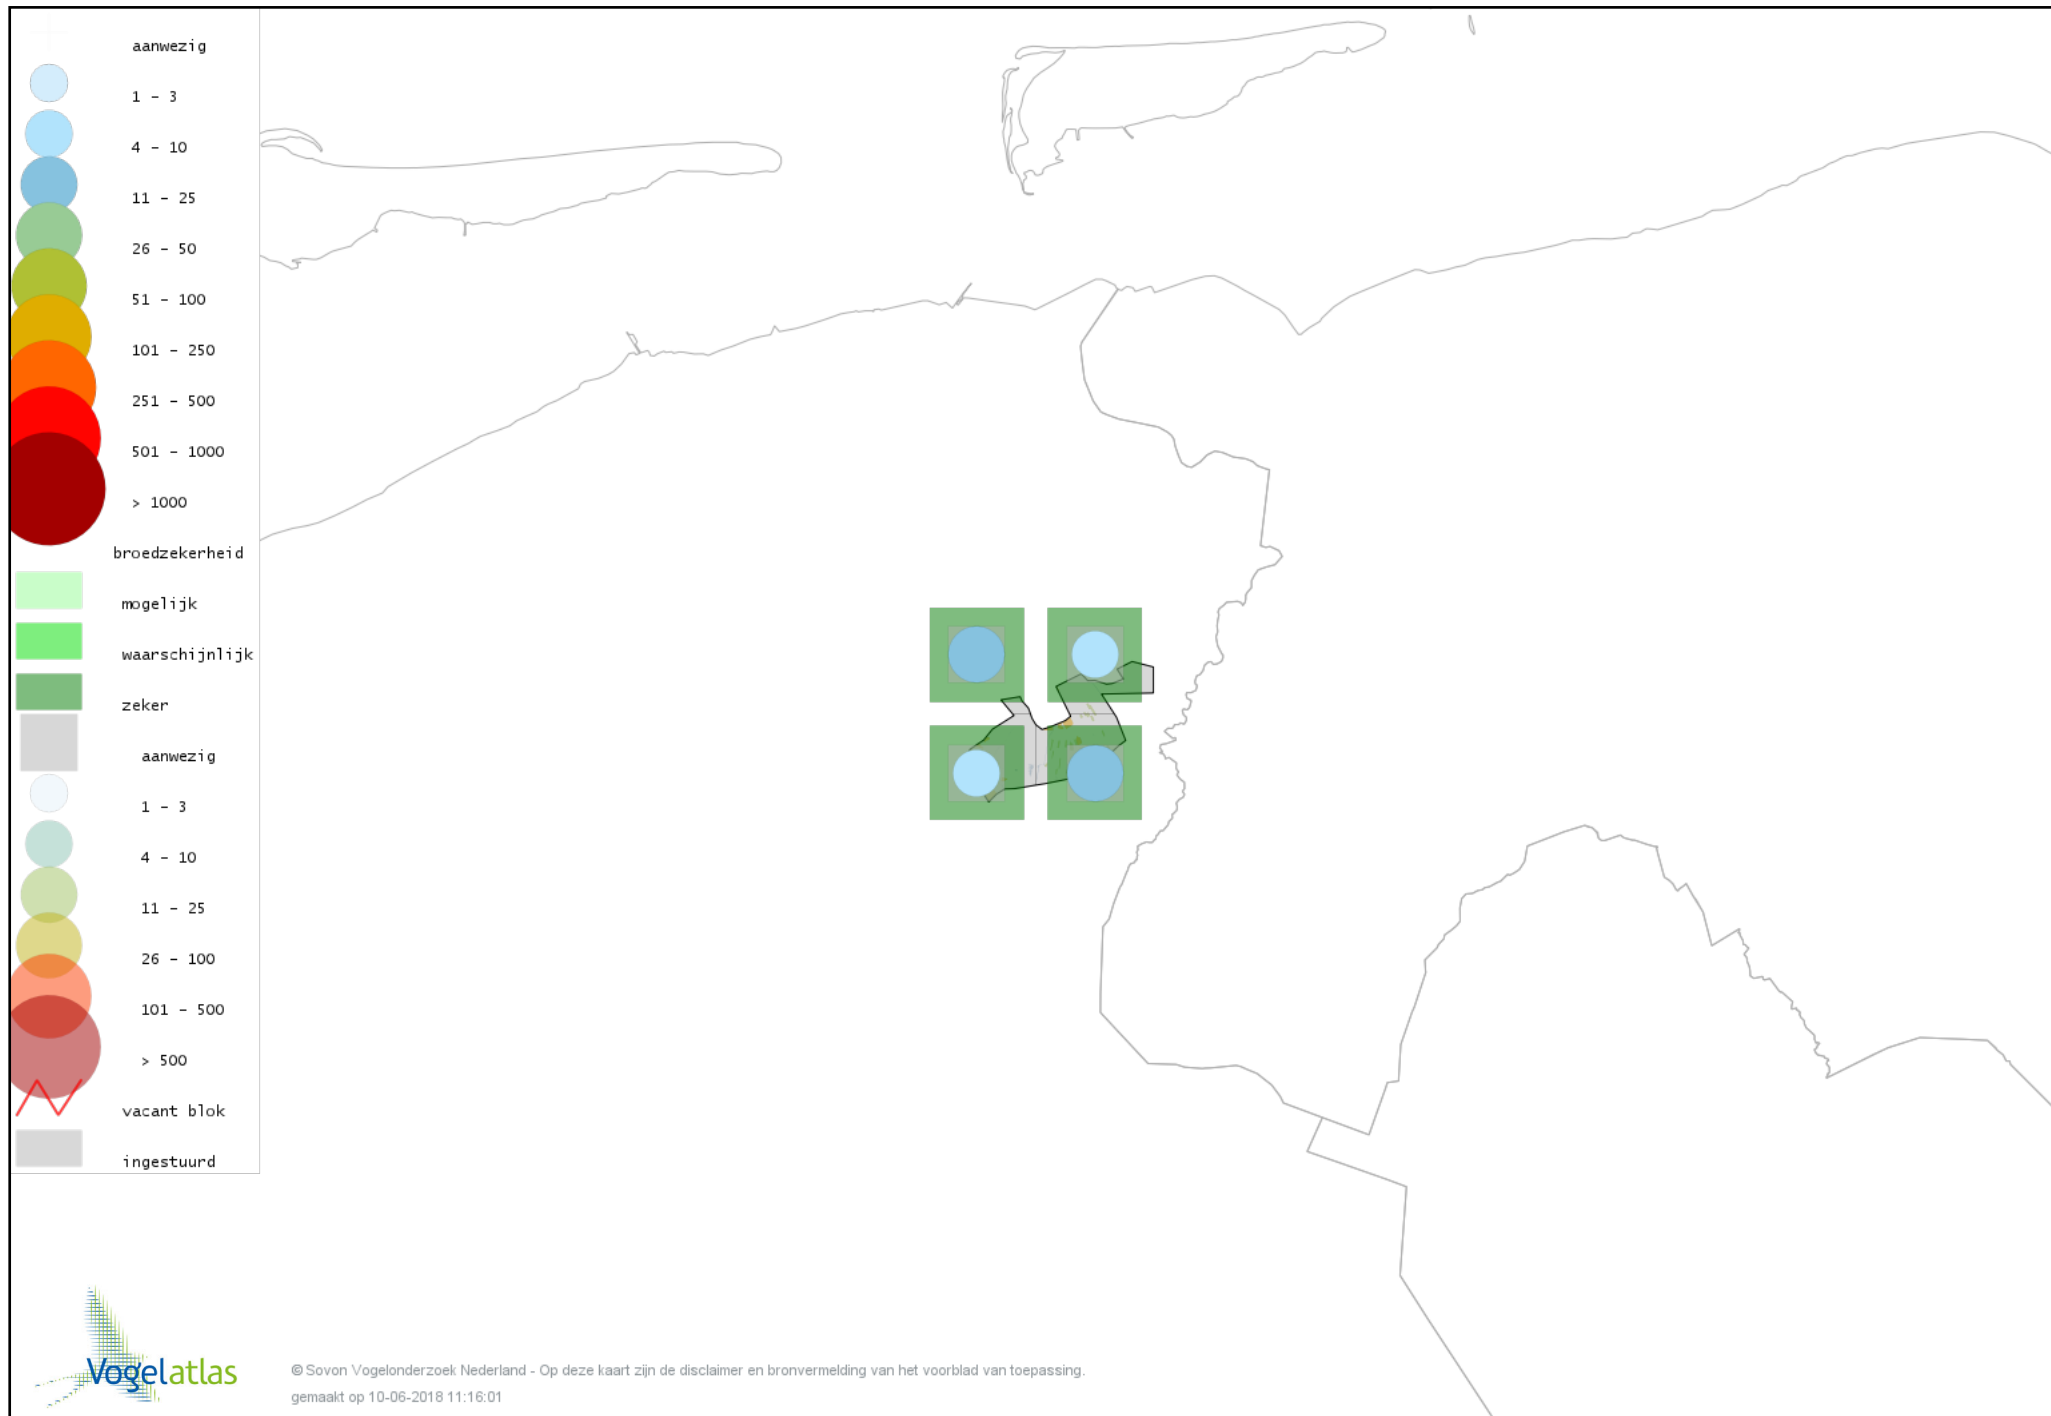 aanwezig
1 - 3
4 - 10
11 - 25
26 - 50
51 - 100
101 - 250
251 - 500
501 - 1000
> 1000
broedzekerheid
mogelijk
waarschijnlijk
zeker
aanwezig
1 - 3
4 - 10
11 - 25
26 - 100
101 - 500
> 500
vacant blok
ingestuurd
Vogelatlas
© Sovon Vogelonderzoek Nederland - Op deze kaart zijn de disclaimer en bronvermelding van het voorblad van toepassing.
gemaakt op 10-06-2018 11:16:01